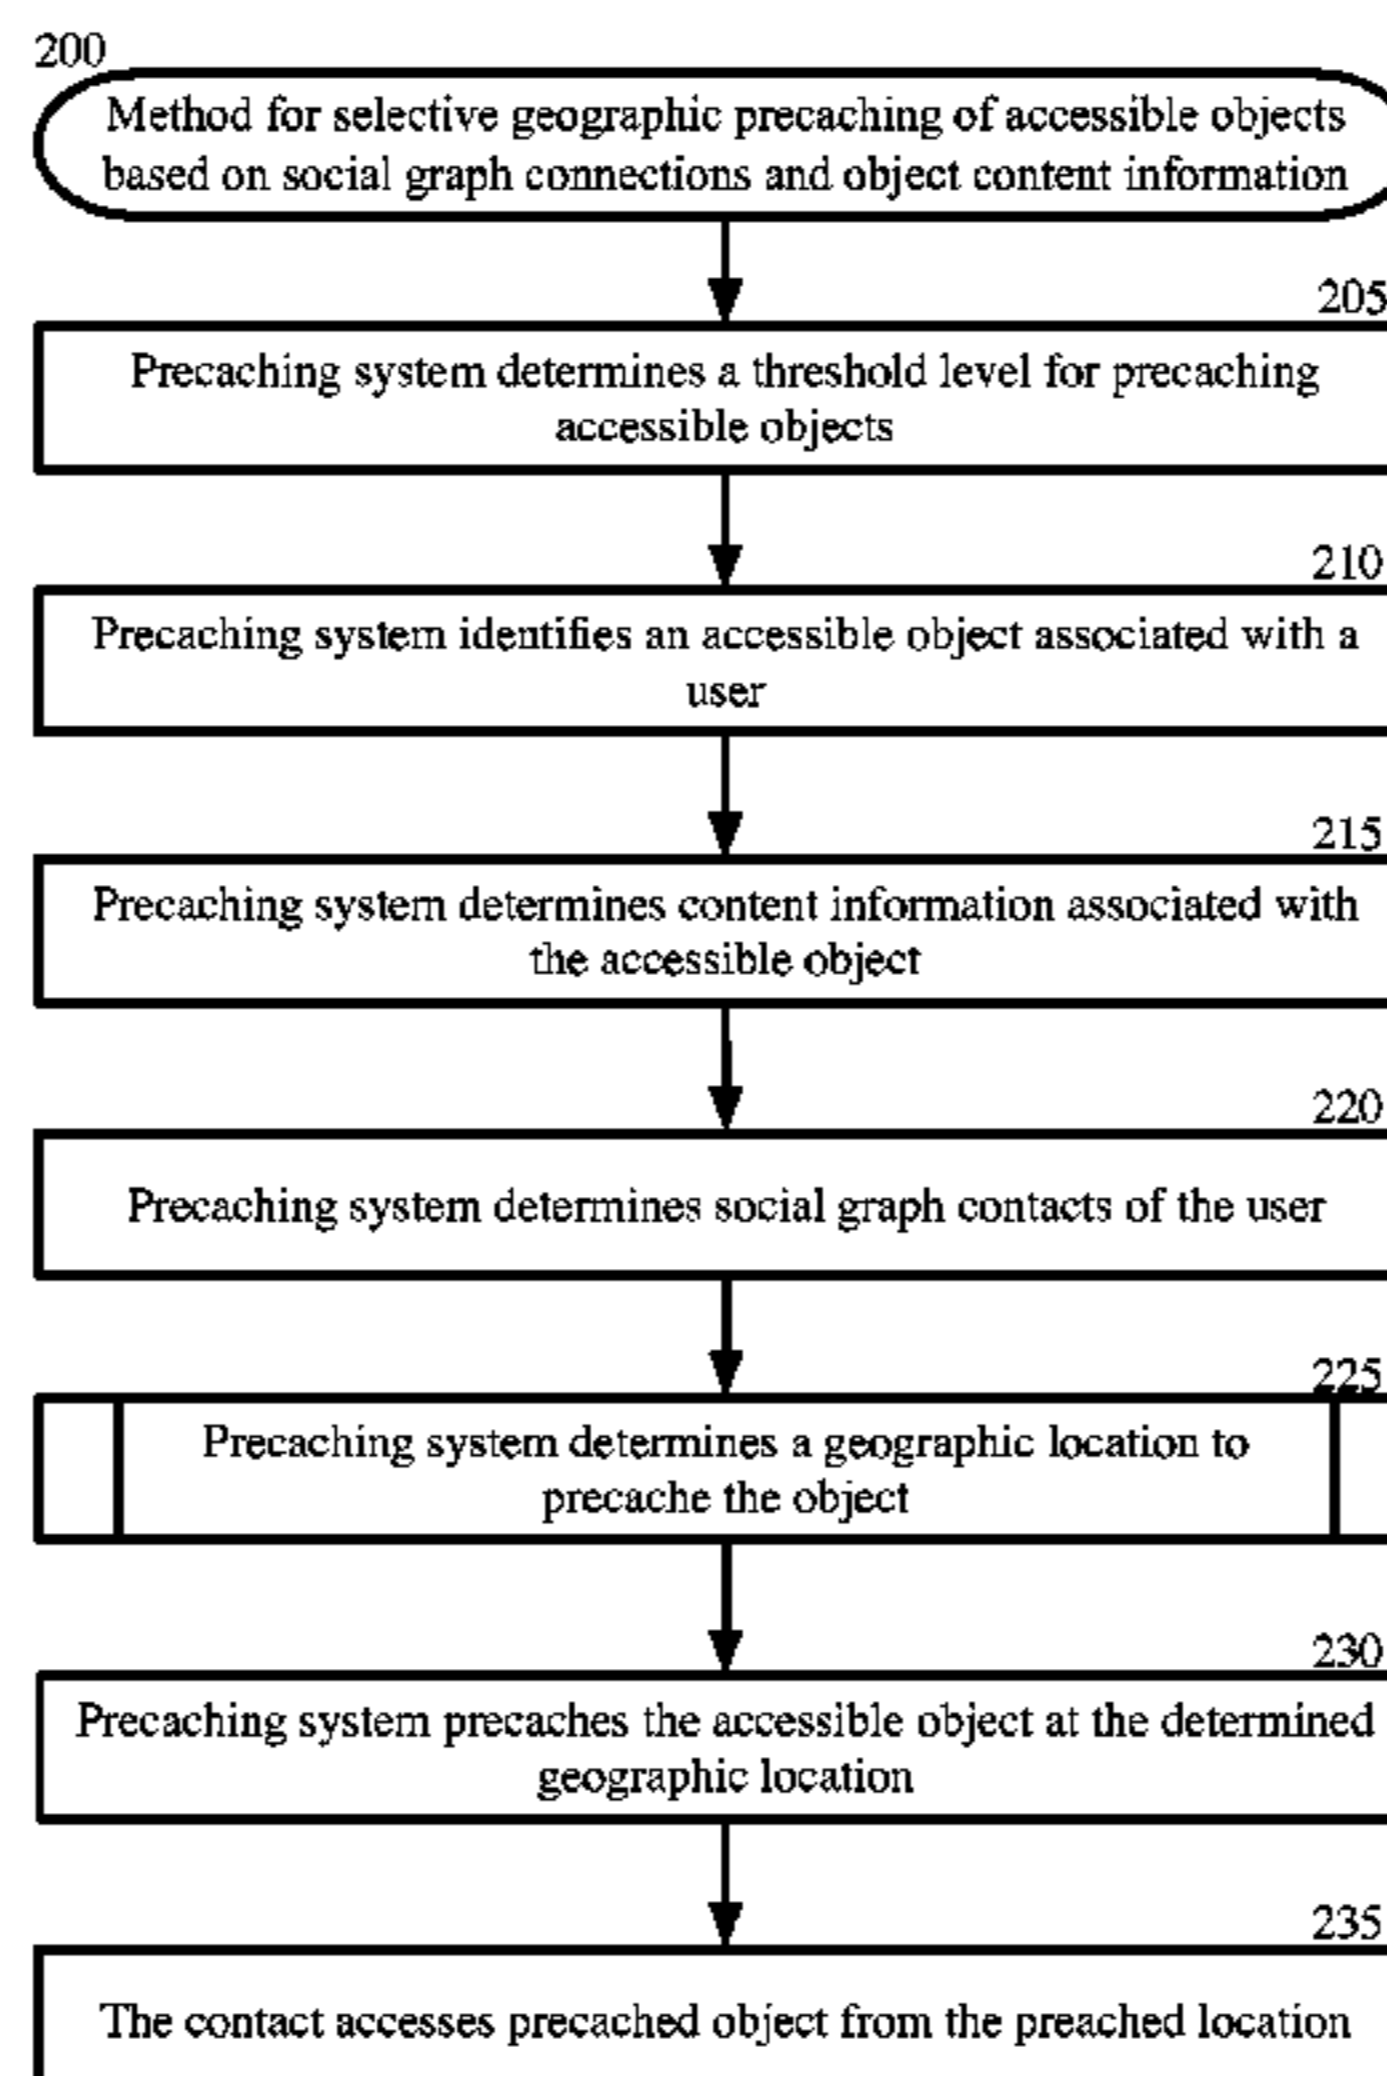 200
Method for selective geographic precaching of accessible objects
based on social graph connections and object content information
205
Precaching system determines a threshold level for precaching
accessible objects
210
Precaching system identifies an accessible object associated with a
user
215
Precaching system determines content information associated with
the accessible object
220
Precaching system determines social graph contacts of the user
225
Precaching system determines a geographic location to
precache the object
230
Precaching system precaches the accessible object at the determined
geographic location
235
The contact accesses precached object from the preached location